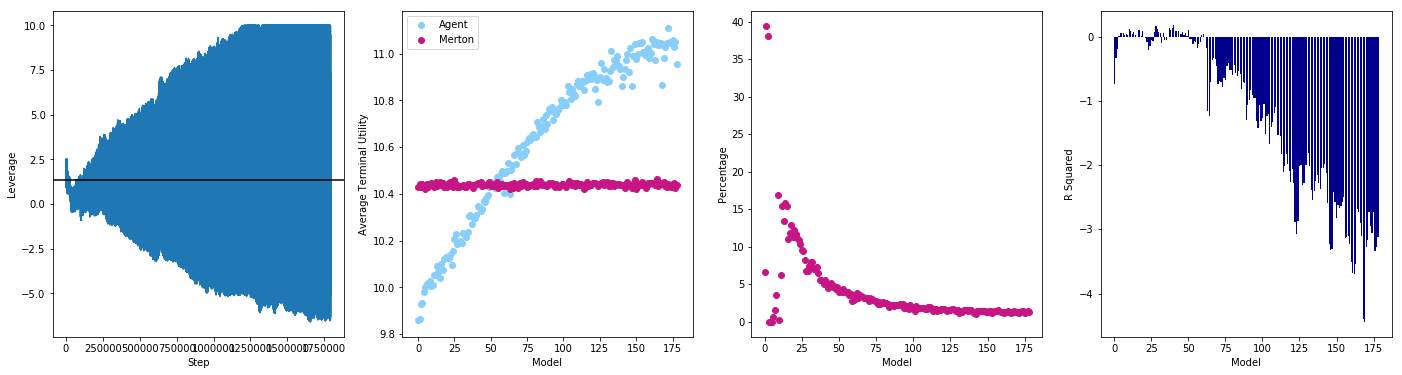 10.0
7.5
5.0
2.5
0.0
−2.5
−5.0
Leverage
0 250000 500000 750000 1000000 1250000 1500000 1750000
Step
Agent
Merton
11.0
10.8
10.6
10.4
10.2
10.0
9.8
Average Terminal Utility
0 25 50 75 100 125 150 175
Model
40
35
30
25
20
15
10
5
0
Percentage
0 25 50 75 100 125 150 175
Model
0
−1
−2
−3
−4
R Squared
0 25 50 75 100 125 150 175
Model